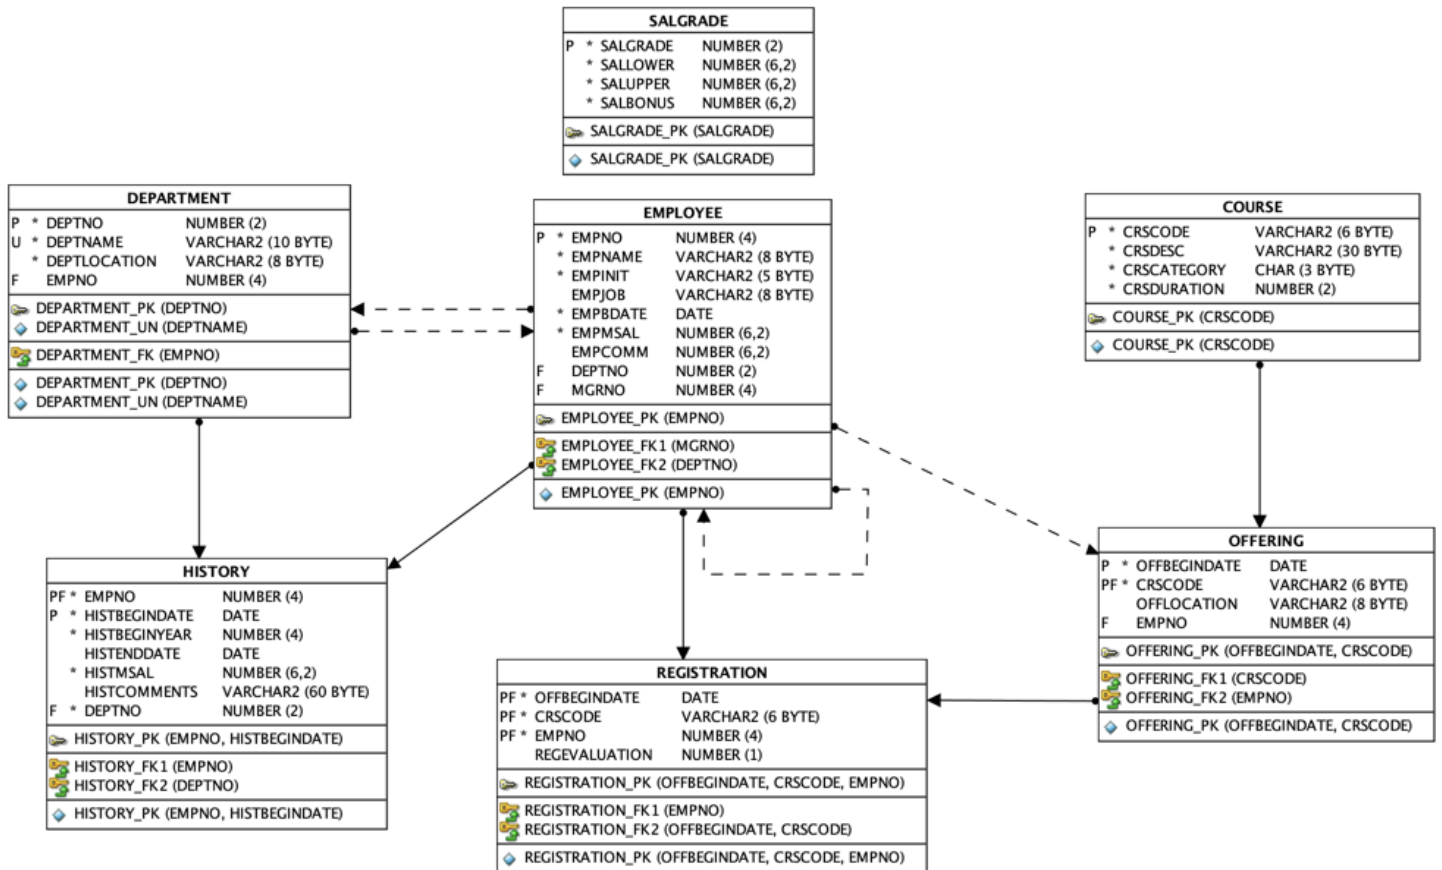 SALGRADE
P * SALGRADE NUMBER (2)
* SALLOWER NUMBER (6,2)
* SALUPPER NUMBER (6,2)
* SALBONUS NUMBER (6,2)
SALGRADE_PK (SALGRADE)
SALGRADE_PK (SALGRADE)
DEPARTMENT
P * DEPTNO NUMBER (2)
U * DEPTNAME VARCHAR2 (10 BYTE)
* DEPTLOCATION VARCHAR2 (8 BYTE)
F EMPNO NUMBER (4)
DEPARTMENT_PK (DEPTNO)
DEPARTMENT_UN (DEPTNAME)
DEPARTMENT_FK (EMPNO)
DEPARTMENT_PK (DEPTNO)
DEPARTMENT_UN (DEPTNAME)
EMPLOYEE
P * EMPNO NUMBER (4)
* EMPNAME VARCHAR2 (8 BYTE)
* EMPINIT VARCHAR2 (5 BYTE)
EMPJOB VARCHAR2 (8 BYTE)
* EMPBDATE DATE
* EMPMSAL NUMBER (6,2)
EMPCOMM NUMBER (6,2)
F DEPTNO NUMBER (2)
F MGRNO NUMBER (4)
EMPLOYEE_PK (EMPNO)
EMPLOYEE_FK1 (MGRNO)
EMPLOYEE_FK2 (DEPTNO)
EMPLOYEE_PK (EMPNO)
COURSE
P * CRSCODE VARCHAR2 (6 BYTE)
* CRSDESC VARCHAR2 (30 BYTE)
* CRSCATEGORY CHAR (3 BYTE)
* CRSDURATION NUMBER (2)
COURSE_PK (CRSCODE)
COURSE_PK (CRSCODE)
HISTORY
PF * EMPNO NUMBER (4)
P * HISTBEGINDATE DATE
* HISTBEGINYEAR NUMBER (4)
HISTENDDATE DATE
* HISTMSAL NUMBER (6,2)
HISTCOMMENTS VARCHAR2 (60 BYTE)
F * DEPTNO NUMBER (2)
HISTORY_PK (EMPNO, HISTBEGINDATE)
HISTORY_FK1 (EMPNO)
HISTORY_FK2 (DEPTNO)
HISTORY_PK (EMPNO, HISTBEGINDATE)
REGISTRATION
PF * OFFBEGINDATE DATE
PF * CRSCODE VARCHAR2 (6 BYTE)
PF * EMPNO NUMBER (4)
REGEVALUATION NUMBER (1)
REGISTRATION_PK (OFFBEGINDATE, CRSCODE, EMPNO)
REGISTRATION_FK1 (EMPNO)
REGISTRATION_FK2 (OFFBEGINDATE, CRSCODE)
REGISTRATION_PK (OFFBEGINDATE, CRSCODE, EMPNO)
OFFERING
P * OFFBEGINDATE DATE
PF * CRSCODE VARCHAR2 (6 BYTE)
OFFLOCATION VARCHAR2 (8 BYTE)
F EMPNO NUMBER (4)
OFFERING_PK (OFFBEGINDATE, CRSCODE)
OFFERING_FK1 (CRSCODE)
OFFERING_FK2 (EMPNO)
OFFERING_PK (OFFBEGINDATE, CRSCODE)